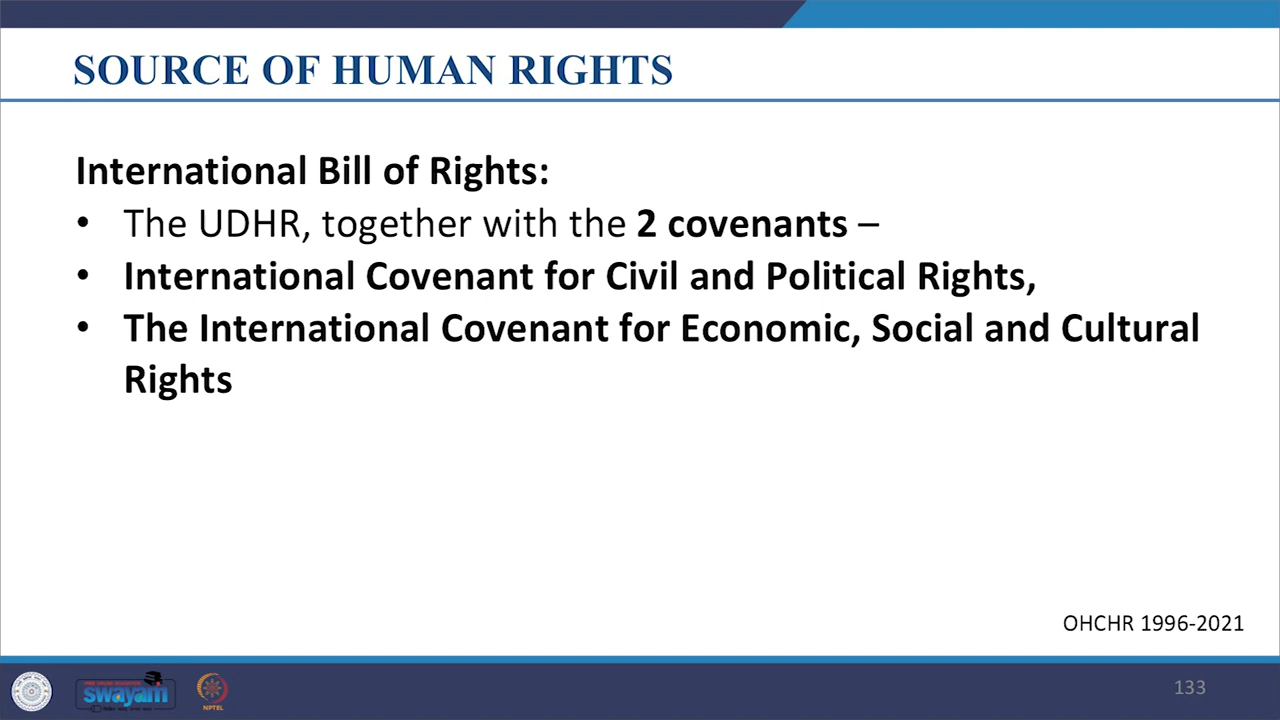 SOURCE OF HUMAN RIGHTS
International Bill of Rights:
• The UDHR, together with the 2 covenants –
• International Covenant for Civil and Political Rights,
• The International Covenant for Economic, Social and Cultural
Rights
OHCHR 1996-2021
swayam
NPTEL
133